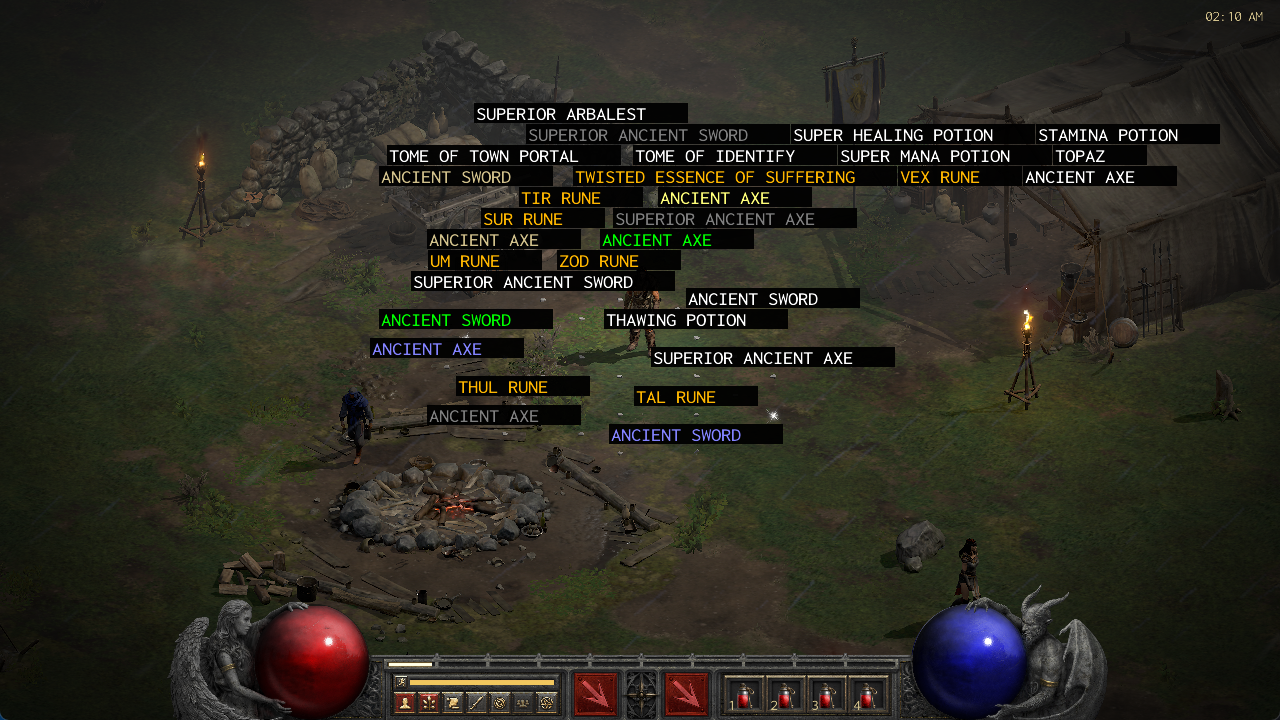 02:10 AM
SUPERIOR ARBALEST
SUPERIOR ANCIENT SWORD SUPER HEALING POTION STAMINA POTION
TOME OF TOWN PORTAL TOME OF IDENTIFY SUPER MANA POTION TOPAZ
ANCIENT SWORD TWISTED ESSENCE OF SUFFERING VEX RUNE ANCIENT AXE
TIR RUNE ANCIENT AXE
SUR RUNE SUPERIOR ANCIENT AXE
ANCIENT AXE ANCIENT AXE
UM RUNE ZOD RUNE
SUPERIOR ANCIENT SWORD
ANCIENT SWORD
ANCIENT SWORD THAWING POTION
ANCIENT AXE
SUPERIOR ANCIENT AXE
THUL RUNE
TAL RUNE
ANCIENT AXE
ANCIENT SWORD
1 2 3 4